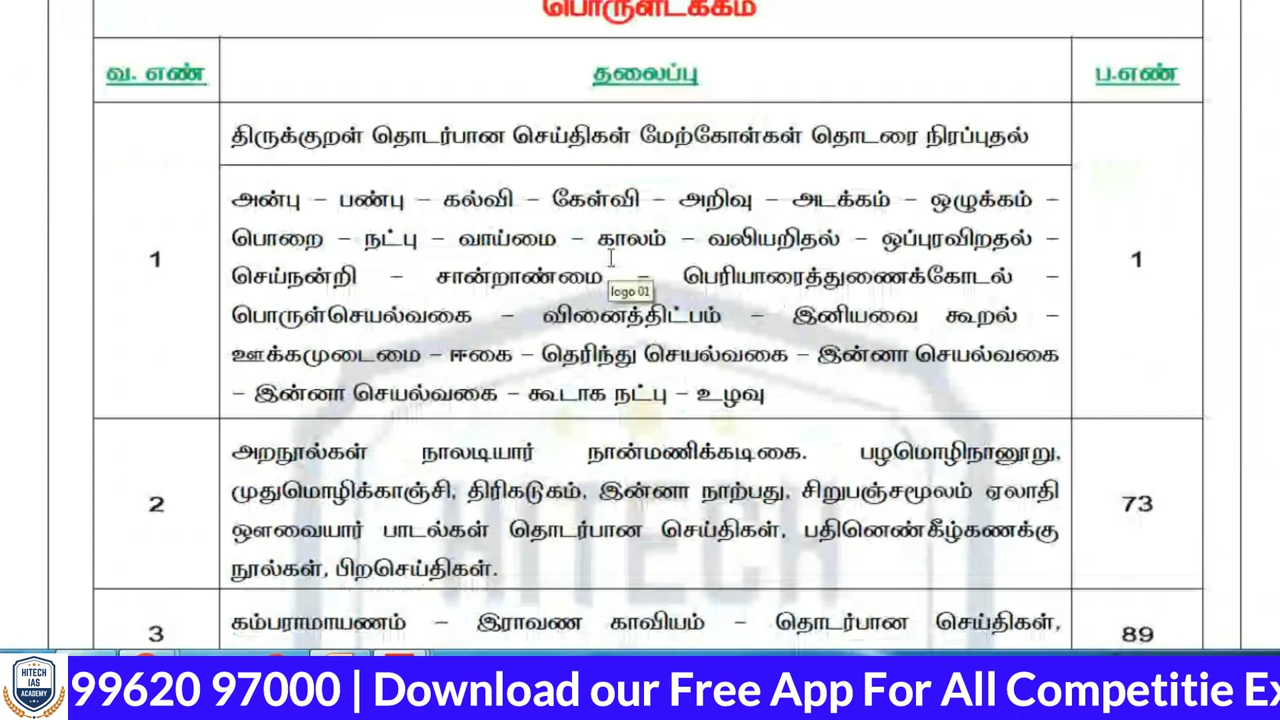 பொருளடக்கம்
வ. எண் தலைப்பு ப.எண்
திருக்குறள் தொடர்பான செய்திகள் மேற்கோள்கள் தொடரை நிரப்புதல்
அன்பு – பண்பு – கல்வி – கேள்வி – அறிவு – அடக்கம் – ஒழுக்கம் –
பொறை – நட்பு – வாய்மை – காலம் – வலியறிதல் – ஒப்புரவிறதல் –
1 1
செய்நன்றி – சான்றாண்மை – பெரியாரைத்துணைக்கோடல் –
logo 01
பொருள்செயல்வகை – வினைத்திட்பம் – இனியவை கூறல் –
ஊக்கமுடைமை – ஈகை – தெரிந்து செயல்வகை – இன்னா செயல்வகை
– இன்னா செயல்வகை – கூடாக நட்பு – உழவு
அறநூல்கள் நாலடியார் நான்மணிக்கடிகை. பழமொழிநானூறு,
முதுமொழிக்காஞ்சி, திரிகடுகம், இன்னா நாற்பது, சிறுபஞ்சமூலம் ஏலாதி
2 73
ஔவையார் பாடல்கள் தொடர்பான செய்திகள், பதினெண்கீழ்கணக்கு
நூல்கள், பிறசெய்திகள்.
3 கம்பராமாயணம் – இராவண காவியம் – தொடர்பான செய்திகள், 89
HITECH
HITECH
IAS
ACADEMY
99620 97000 | Download our Free App For All Competitie Ex